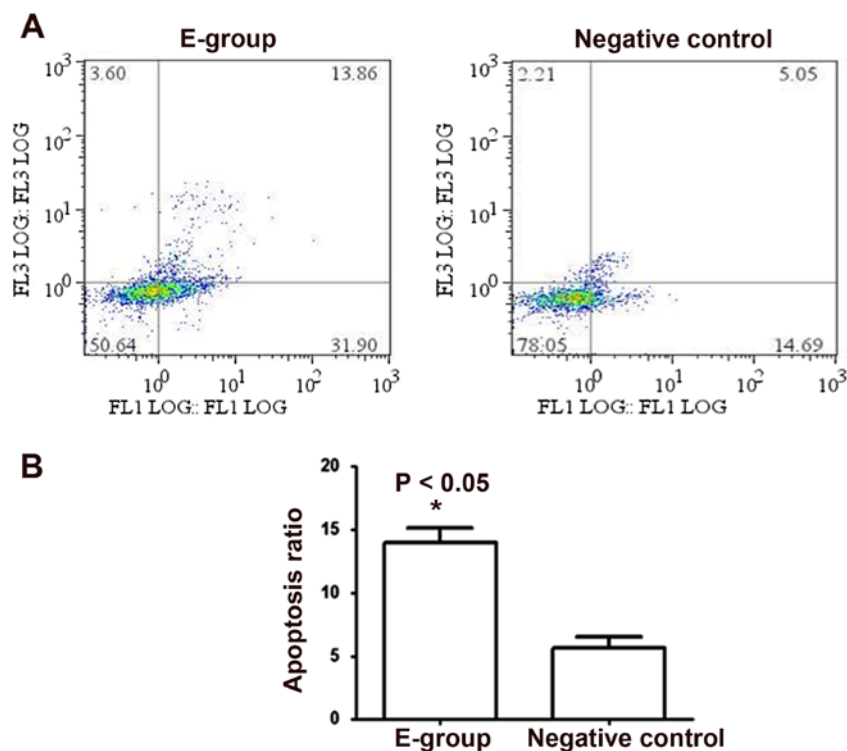 A
E-group
Negative control
3.60 13.86
2.21 5.05
10³
10²
10¹
10⁰
FL3 LOG:: FL3 LOG
10³
10²
10¹
10⁰
FL3 LOG:: FL3 LOG
50.64 31.90
78.05 14.69
10⁰ 10¹ 10² 10³
FL1 LOG:: FL1 LOG
10⁰ 10¹ 10² 10³
FL1 LOG:: FL1 LOG
B
20
15
10
5
0
Apoptosis ratio
P < 0.05
*
E-group
Negative control